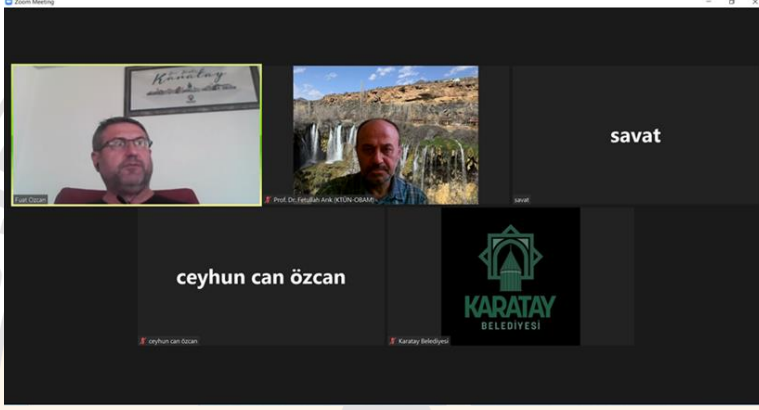 Zoom Meeting
Karatay
Fuat Özcan
Prof. Dr. Fetullah Arık (KTÜN-OBAM)
savat
savat
ceyhun can özcan
ceyhun can özcan
KARATAY
BELEDİYESİ
Karatay Belediyesi